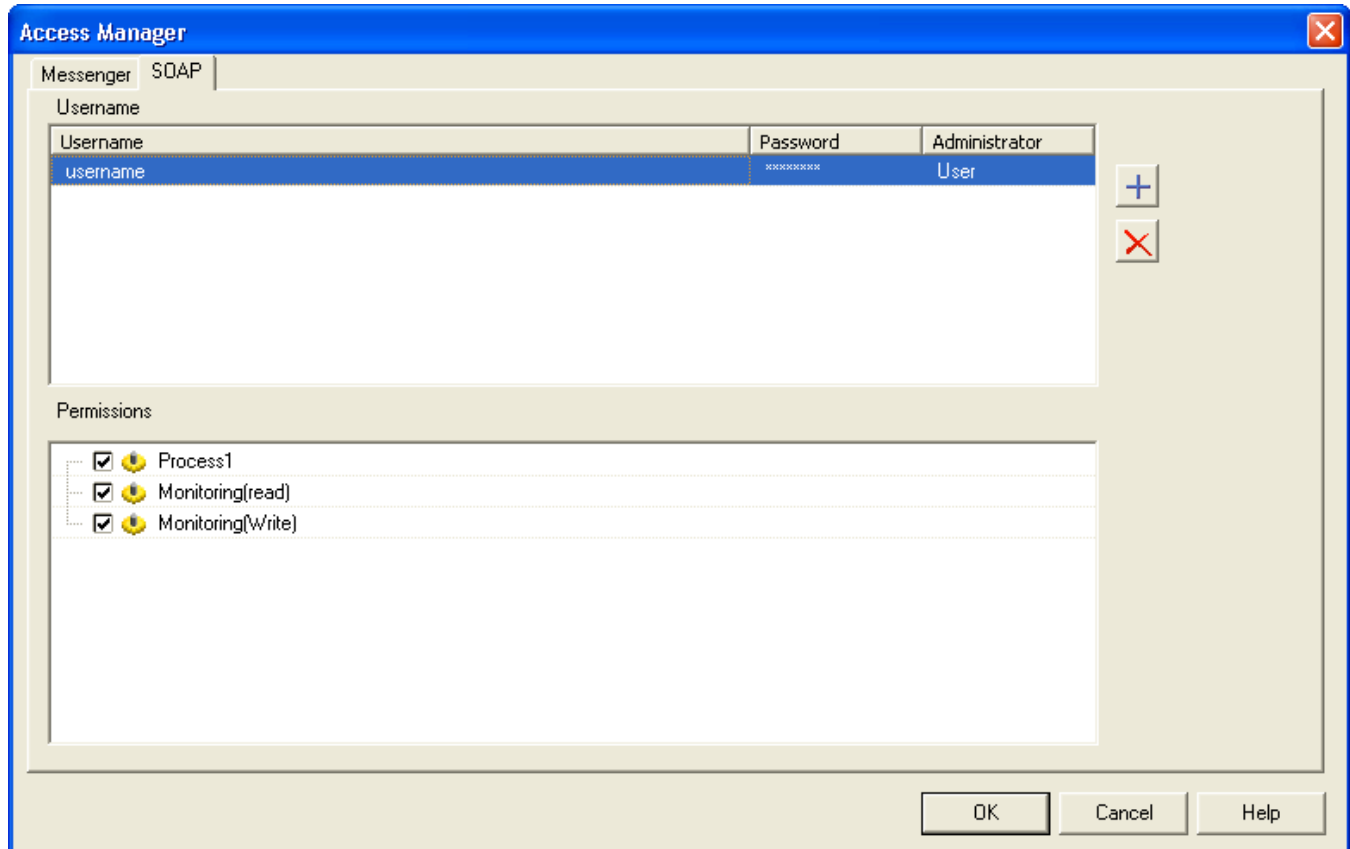 Access Manager
Messenger SOAP
Username
Username Password Administrator
username ******** User
Permissions
Process1
Monitoring(read)
Monitoring(Write)
OK Cancel Help